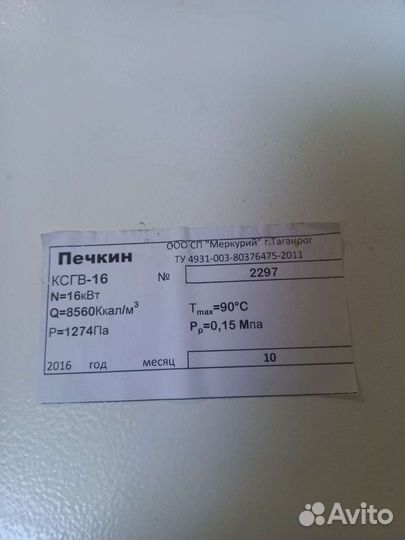 Печкин
ООО СП "Меркурий" г.Таганрог
ТУ 4931-003-80376475-2011
КСГВ-16 № 2297
N=16кВт
Q=8560Ккал/м³ Tmax=90°С
P=1274Па Pр=0,15 Мпа
2016 год месяц 10
Avito